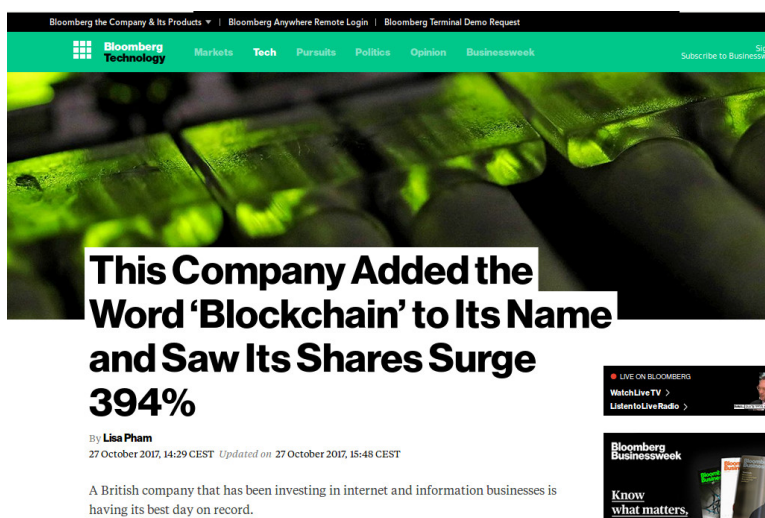 Bloomberg the Company & Its Products | Bloomberg Anywhere Remote Login | Bloomberg Terminal Demo Request
Bloomberg
Technology
Markets Tech Pursuits Politics Opinion Businessweek
Subscribe to
This Company Added the
Word ‘Blockchain’ to Its Name
and Saw Its Shares Surge
394%
By Lisa Pham
27 October 2017, 14:29 CEST Updated on 27 October 2017, 15:48 CEST
A British company that has been investing in internet and information businesses is
having its best day on record.
LIVE ON BLOOMBERG
Watch Live TV
Listen to Live Radio
Bloomberg
Businessweek
Know
what matters,